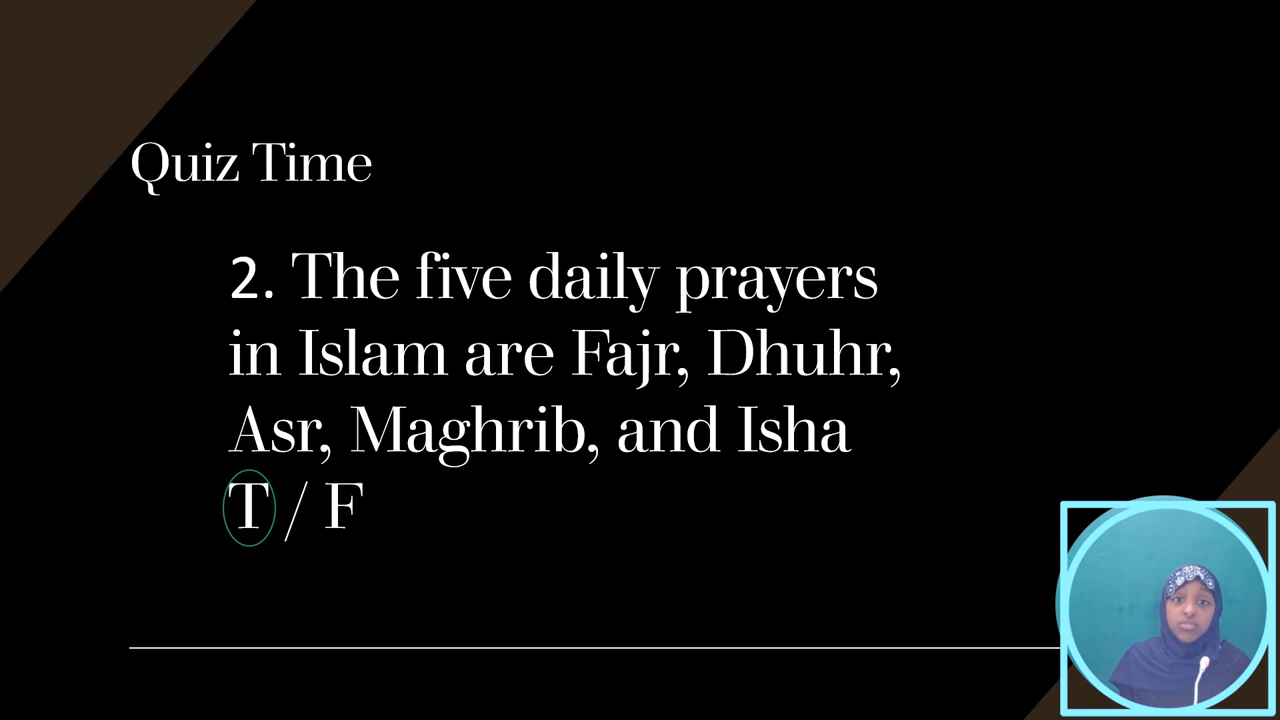 Quiz Time
2. The five daily prayers
in Islam are Fajr, Dhuhr,
Asr, Maghrib, and Isha
T / F